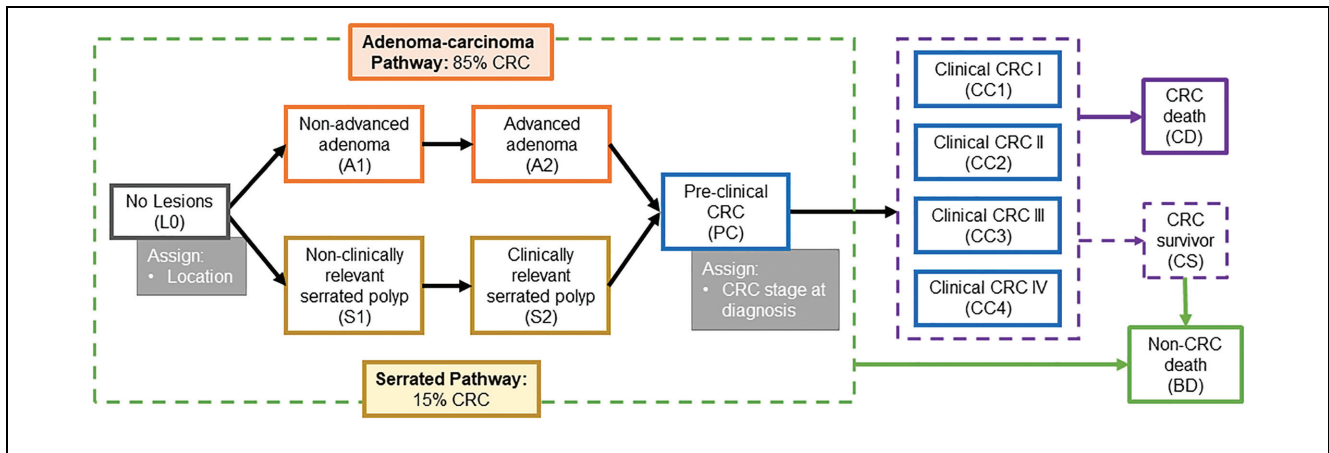 Adenoma-carcinoma
Pathway: 85% CRC
No Lesions
(L0)
Assign:
• Location
Non-advanced
adenoma
(A1)
Advanced
adenoma
(A2)
Non-clinically
relevant
serrated polyp
(S1)
Clinically
relevant
serrated polyp
(S2)
Serrated Pathway:
15% CRC
Pre-clinical
CRC
(PC)
Assign:
• CRC stage at
diagnosis
Clinical CRC I
(CC1)
Clinical CRC II
(CC2)
Clinical CRC III
(CC3)
Clinical CRC IV
(CC4)
CRC
death
(CD)
CRC
survivor
(CS)
Non-CRC
death
(BD)